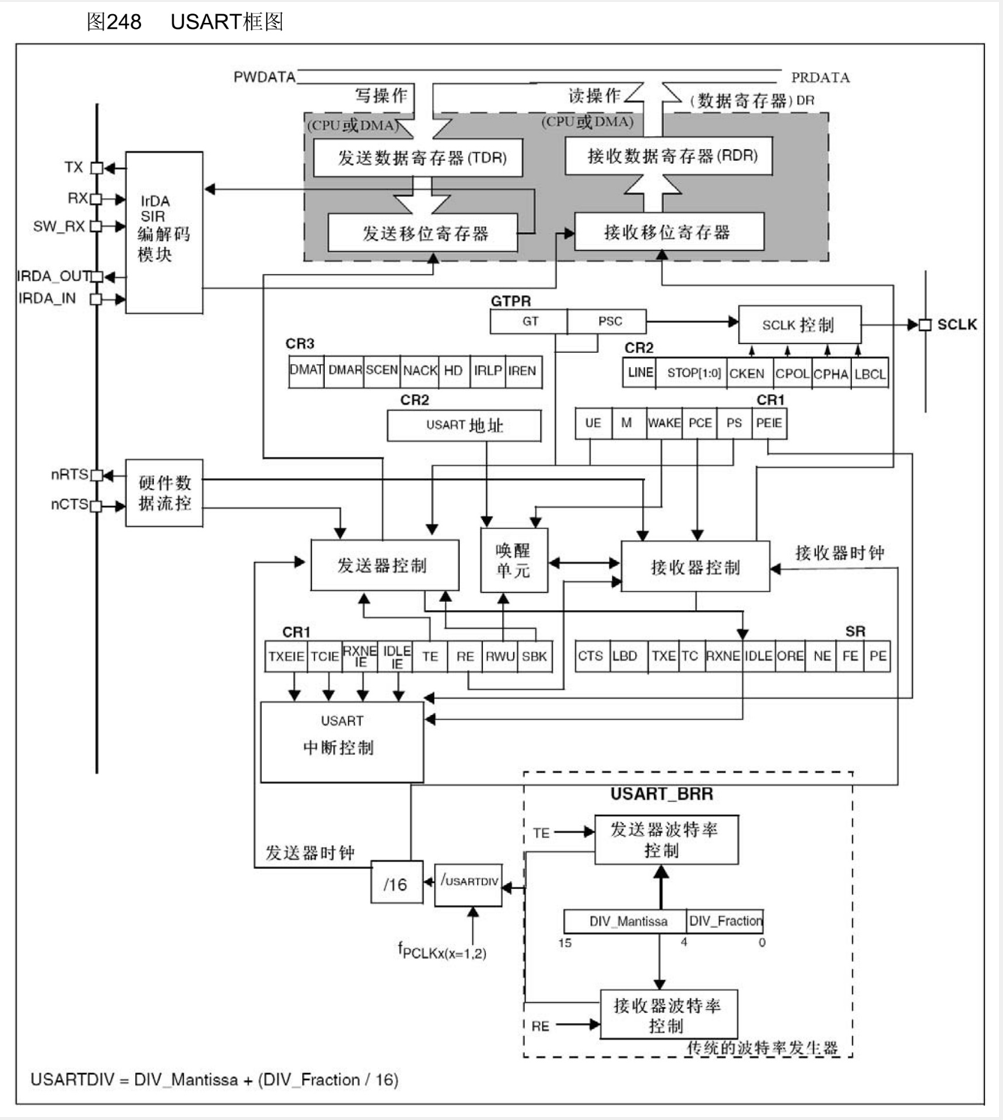 图248 USART框图
PWDATA
PRDATA
写操作
读操作
(数据寄存器)DR
(CPU或DMA)
(CPU或DMA)
发送数据寄存器(TDR)
接收数据寄存器(RDR)
TX
RX
SW_RX
IRDA_OUT
IRDA_IN
IrDA
SIR
编解码
模块
发送移位寄存器
接收移位寄存器
GTPR
GT
PSC
SCLK 控制
SCLK
CR3
DMAT
DMAR
SCEN
NACK
HD
IRLP
IREN
CR2
LINE
STOP[1:0]
CKEN
CPOL
CPHA
LBCL
CR2
USART 地址
CR1
UE
M
WAKE
PCE
PS
PEIE
nRTS
nCTS
硬件数
据流控
发送器控制
唤醒
单元
接收器控制
接收器时钟
CR1
TXEIE
TCIE
RXNE
IE
IDLE
IE
TE
RE
RWU
SBK
SR
CTS
LBD
TXE
TC
RXNE
IDLE
ORE
NE
FE
PE
USART
中断控制
USART_BRR
TE
发送器波特率
控制
发送器时钟
/16
/USARTDIV
fPCLKx(x=1,2)
DIV_Mantissa
DIV_Fraction
15
4
0
RE
接收器波特率
控制
传统的波特率发生器
USARTDIV = DIV_Mantissa + (DIV_Fraction / 16)